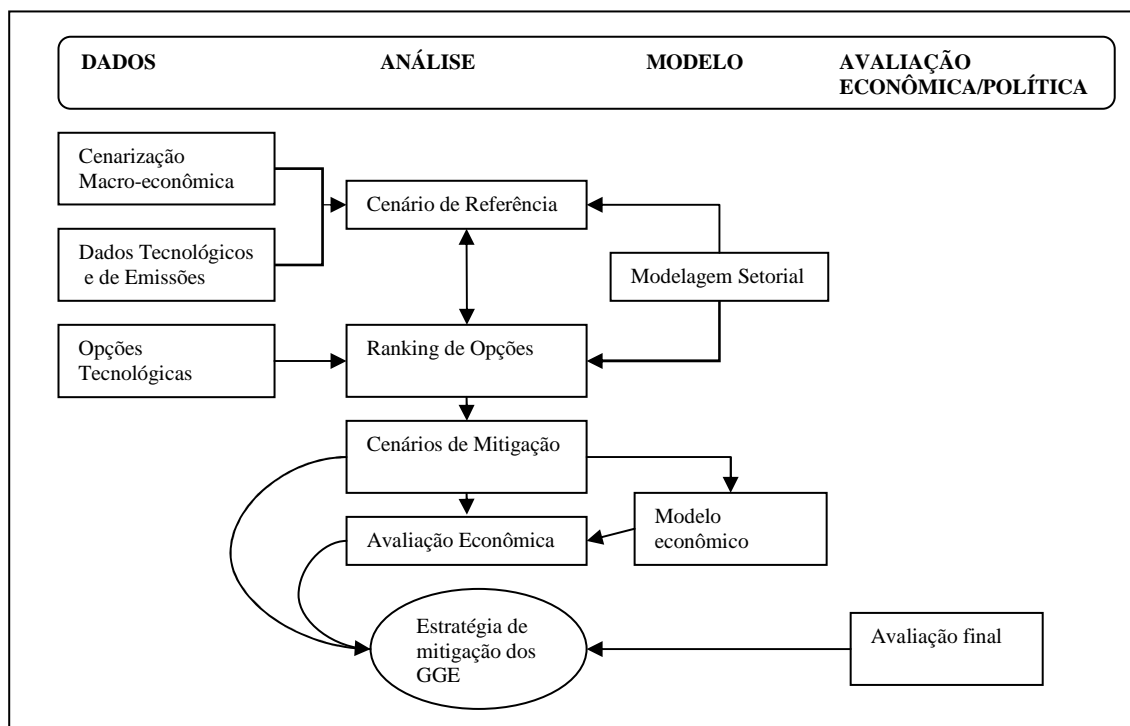 DADOS ANÁLISE MODELO AVALIAÇÃO
ECONÔMICA/POLÍTICA
Cenarização
Macro-econômica
Cenário de Referência
Dados Tecnológicos
e de Emissões
Modelagem Setorial
Opções
Tecnológicas
Ranking de Opções
Cenários de Mitigação
Modelo
econômico
Avaliação Econômica
Estratégia de
mitigação dos
GGE
Avaliação final